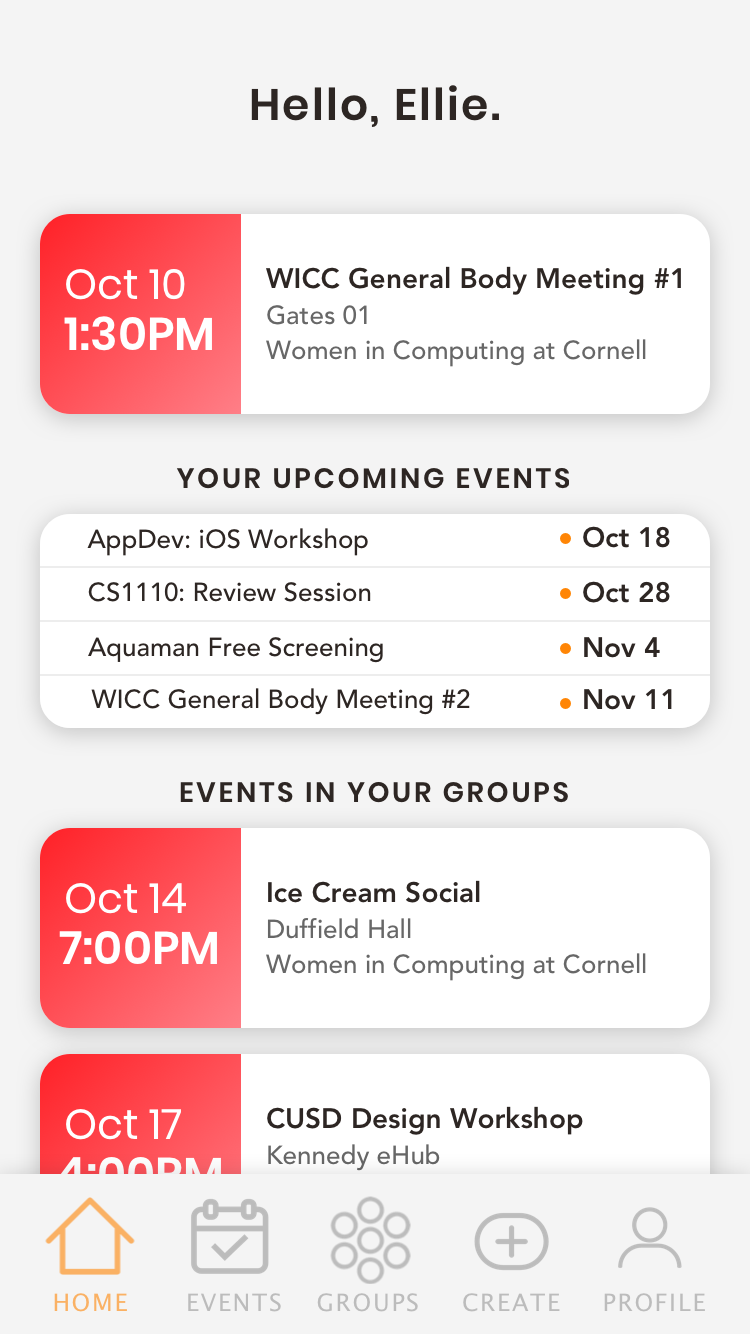 Hello, Ellie.
Oct 10
1:30PM
WICC General Body Meeting #1
Gates 01
Women in Computing at Cornell
YOUR UPCOMING EVENTS
AppDev: iOS Workshop Oct 18
CS1110: Review Session Oct 28
Aquaman Free Screening Nov 4
WICC General Body Meeting #2 Nov 11
EVENTS IN YOUR GROUPS
Oct 14
7:00PM
Ice Cream Social
Duffield Hall
Women in Computing at Cornell
Oct 17
4:00PM
CUSD Design Workshop
Kennedy eHub
HOME EVENTS GROUPS CREATE PROFILE